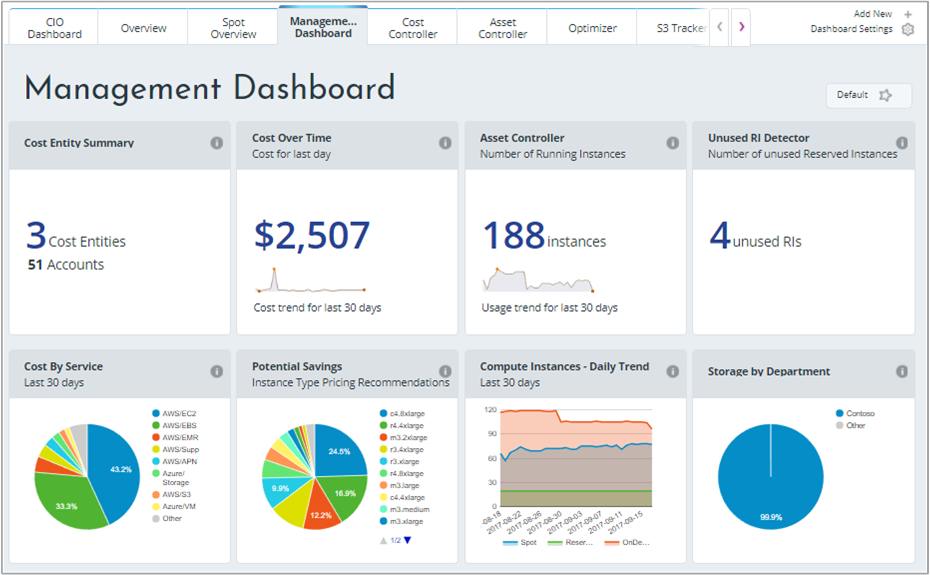 CIO
Dashboard
Overview
Spot
Overview
Manageme...
Dashboard
Cost
Controller
Asset
Controller
Optimizer
S3 Tracker
Add New
Dashboard Settings
Management Dashboard
Default
Cost Entity Summary
Cost Over Time
Cost for last day
Asset Controller
Number of Running Instances
Unused RI Detector
Number of unused Reserved Instances
3 Cost Entities
51 Accounts
$2,507
Cost trend for last 30 days
188 instances
Usage trend for last 30 days
4 unused RIs
Cost By Service
Last 30 days
43.2%
33.3%
AWS/EC2
AWS/EBS
AWS/EMR
AWS/Supp
AWS/APN
Azure/
Storage
AWS/S3
Azure/VM
Other
Potential Savings
Instance Type Pricing Recommendations
24.5%
16.9%
12.2%
9.9%
c4.8xlarge
r4.4xlarge
m3.2xlarge
r3.4xlarge
r3.xlarge
r4.8xlarge
m3.large
c4.4xlarge
m3.medium
m3.xlarge
1/2
Compute Instances - Daily Trend
Last 30 days
120
90
60
30
0
-08-18
2017-08-22
2017-08-26
2017-08-30
2017-09-03
2017-09-07
2017-09-11
2017-09-15
Spot
Reser...
OnDe...
Storage by Department
99.9%
Contoso
Other